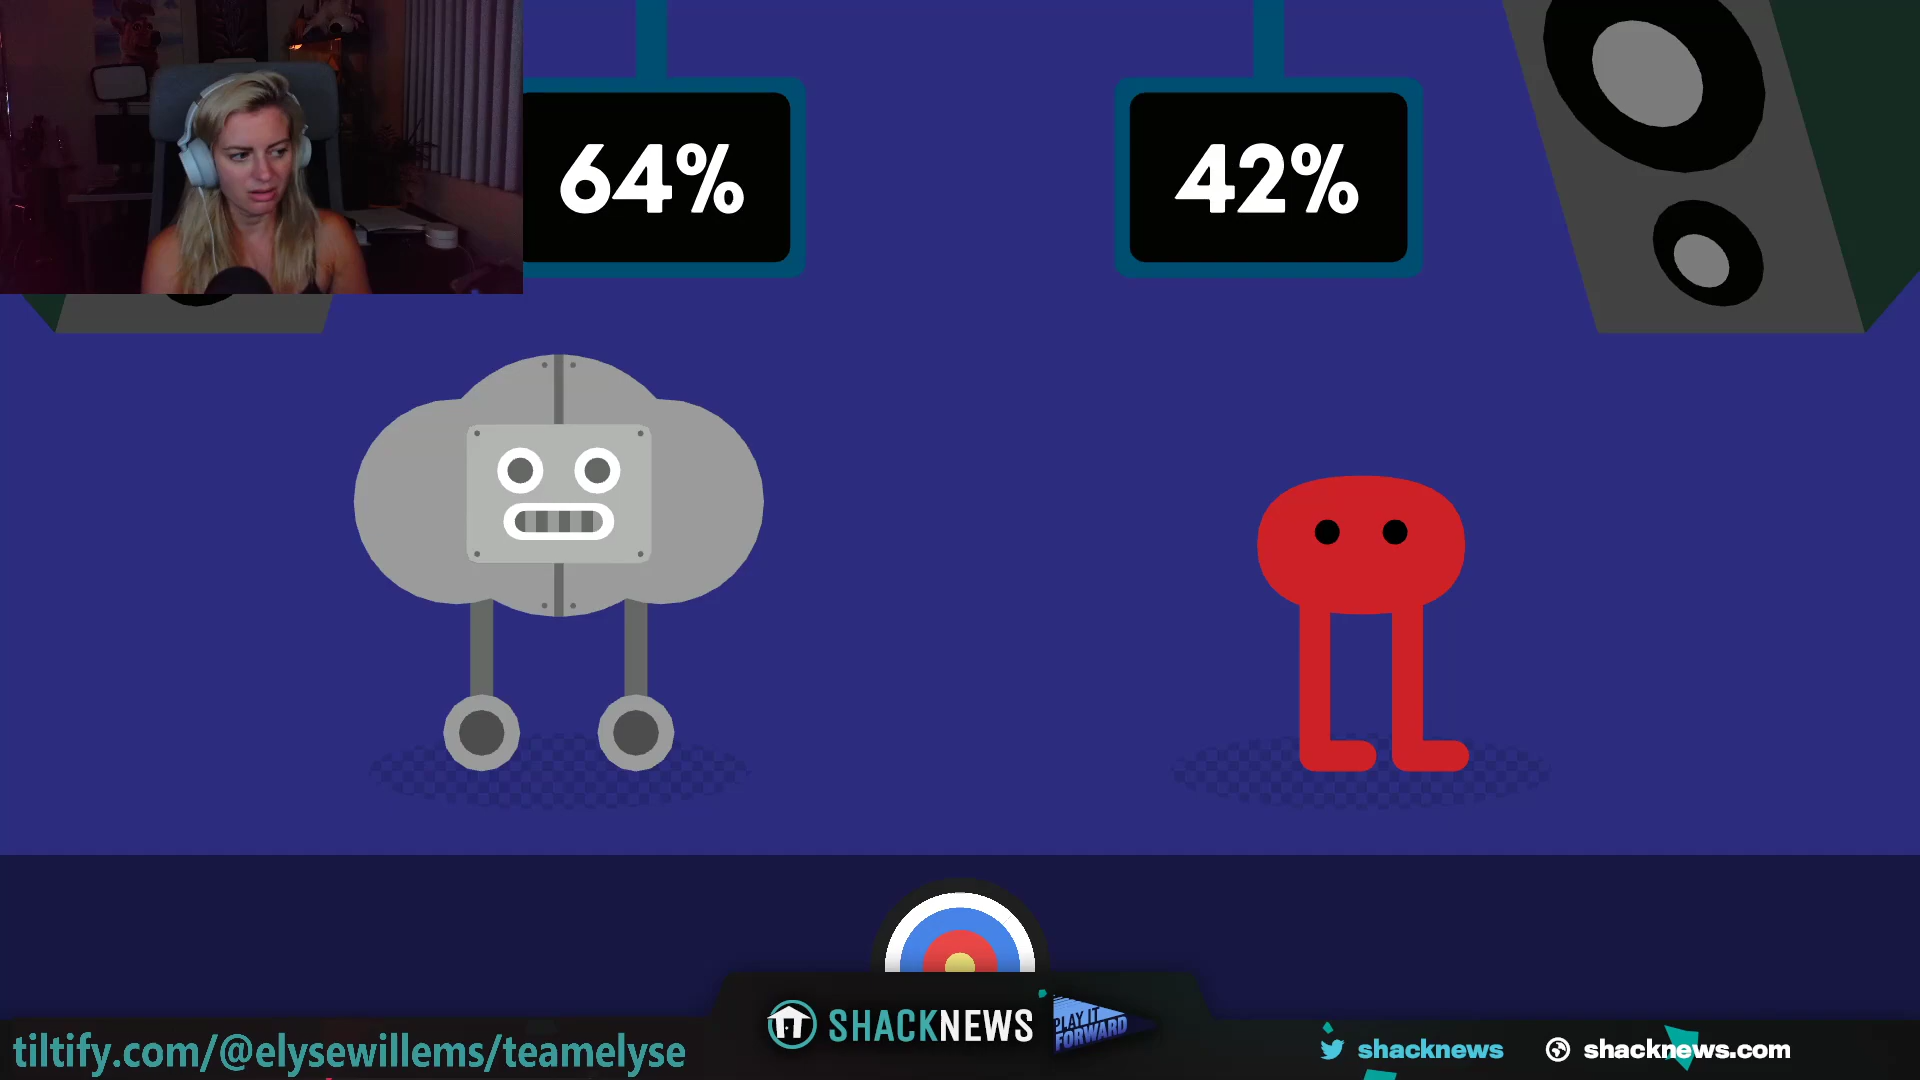 64%
42%
tiltify.com/@elysewillems/teamelyse
SHACKNEWS
PLAY IT
FORWARD
shacknews
shacknews.com